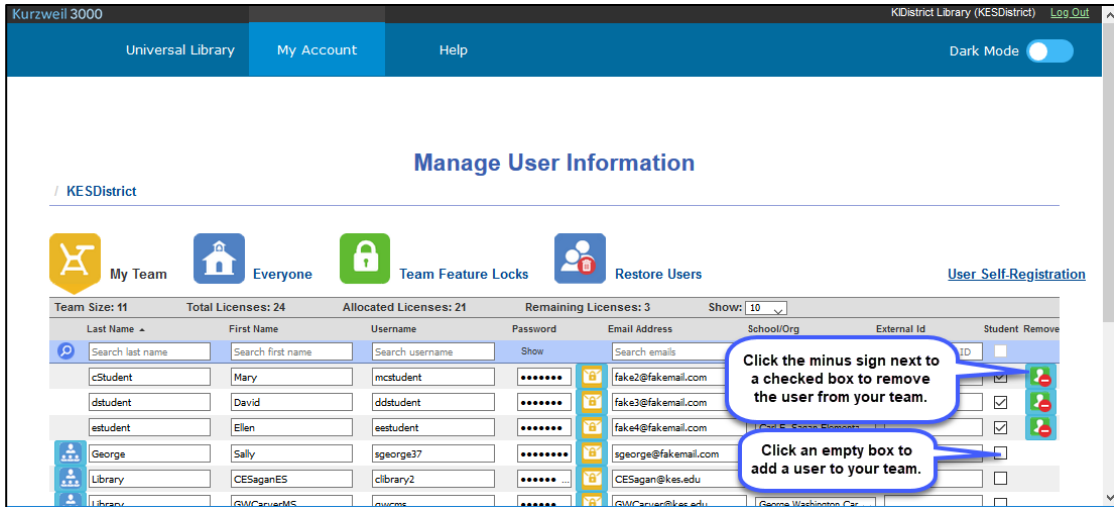 Kurzweil 3000
KIDistrict Library (KESDistrict) Log Out
Universal Library My Account Help Dark Mode
Manage User Information
/ KESDistrict
My Team Everyone Team Feature Locks Restore Users User Self-Registration
Team Size: 11 Total Licenses: 24 Allocated Licenses: 21 Remaining Licenses: 3 Show: 10
Last Name First Name Username Password Email Address School/Org External Id Student Remove
Search last name Search first name Search username Show Search emails ID
cStudent Mary mcstudent ••••••• fake2@fakemail.com
dstudent David ddstudent ••••••• fake3@fakemail.com
estudent Ellen eestudent ••••••• fake4@fakemail.com Carl E. Sagan Elementa
George Sally sgeorge37 •••••••• sgeorge@fakemail.com
Library CESaganES clibrary2 •••••• ... CESagan@kes.edu
Library GWCarverMS gwcms GWCarver@kes.edu George Washington Car...
Click the minus sign next to
a checked box to remove
the user from your team.
Click an empty box to
add a user to your team.